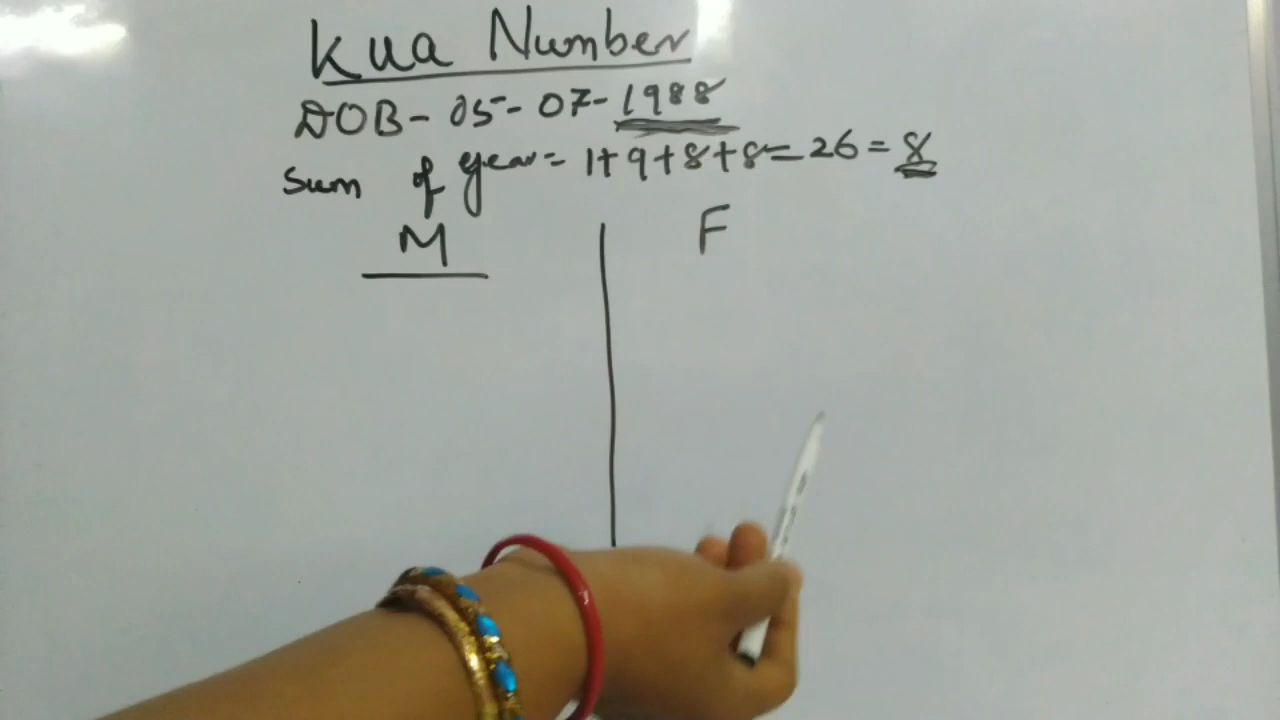 Kua Number
DOB- 05-07-1988
Sum of year = 1+9+8+8=26=8
M F